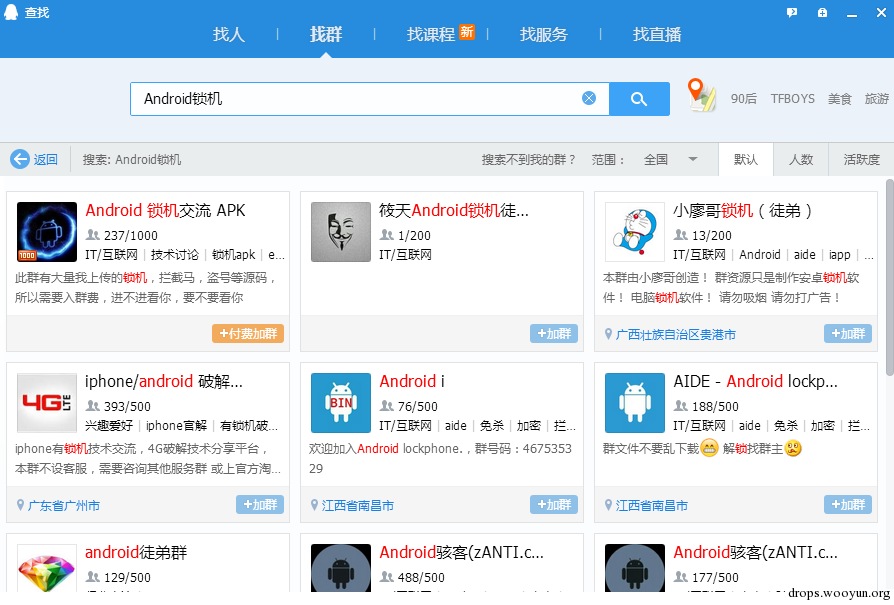 查找
找人 找群 找课程 新 找服务 找直播
Android锁机
90后 TFBOYS 美食 旅游
返回 搜索: Android锁机 搜索不到我的群？ 范围： 全国 默认 人数 活跃度
Android 锁机交流 APK
237/1000
1000
IT/互联网 | 技术讨论 | 锁机apk | e...
此群有大量我上传的锁机，拦截马，盗号等源码，
所以需要入群费，进不进看你，要不要看你
+付费加群
筱天Android锁机徒...
1/200
IT/互联网
+加群
小廖哥锁机（徒弟）
13/200
IT/互联网 | Android | aide | iapp | ...
本群由小廖哥创造！ 群资源只是制作安卓锁机软
件！ 电脑锁机软件！ 请勿吸烟 请勿打广告！
广西壮族自治区贵港市
+加群
iphone/android 破解...
4G LTE
393/500
兴趣爱好 | iphone官解 | 有锁机破...
iphone有锁机技术交流，4G破解技术分享平台，
本群不设客服，需要咨询其他服务群 或上官方淘...
广东省广州市
+加群
Android i
BIN
76/500
IT/互联网 | aide | 免杀 | 加密 | 拦...
欢迎加入Android lockphone.，群号码：4675353
29
江西省南昌市
+加群
AIDE - Android lockp...
188/500
IT/互联网 | aide | 免杀 | 加密 | 拦...
群文件不要乱下载 解锁找群主
江西省南昌市
+加群
android徒弟群
129/500
Android骇客(zANTI.c...
488/500
Android骇客(zANTI.c...
177/500
drops.wooyun.org